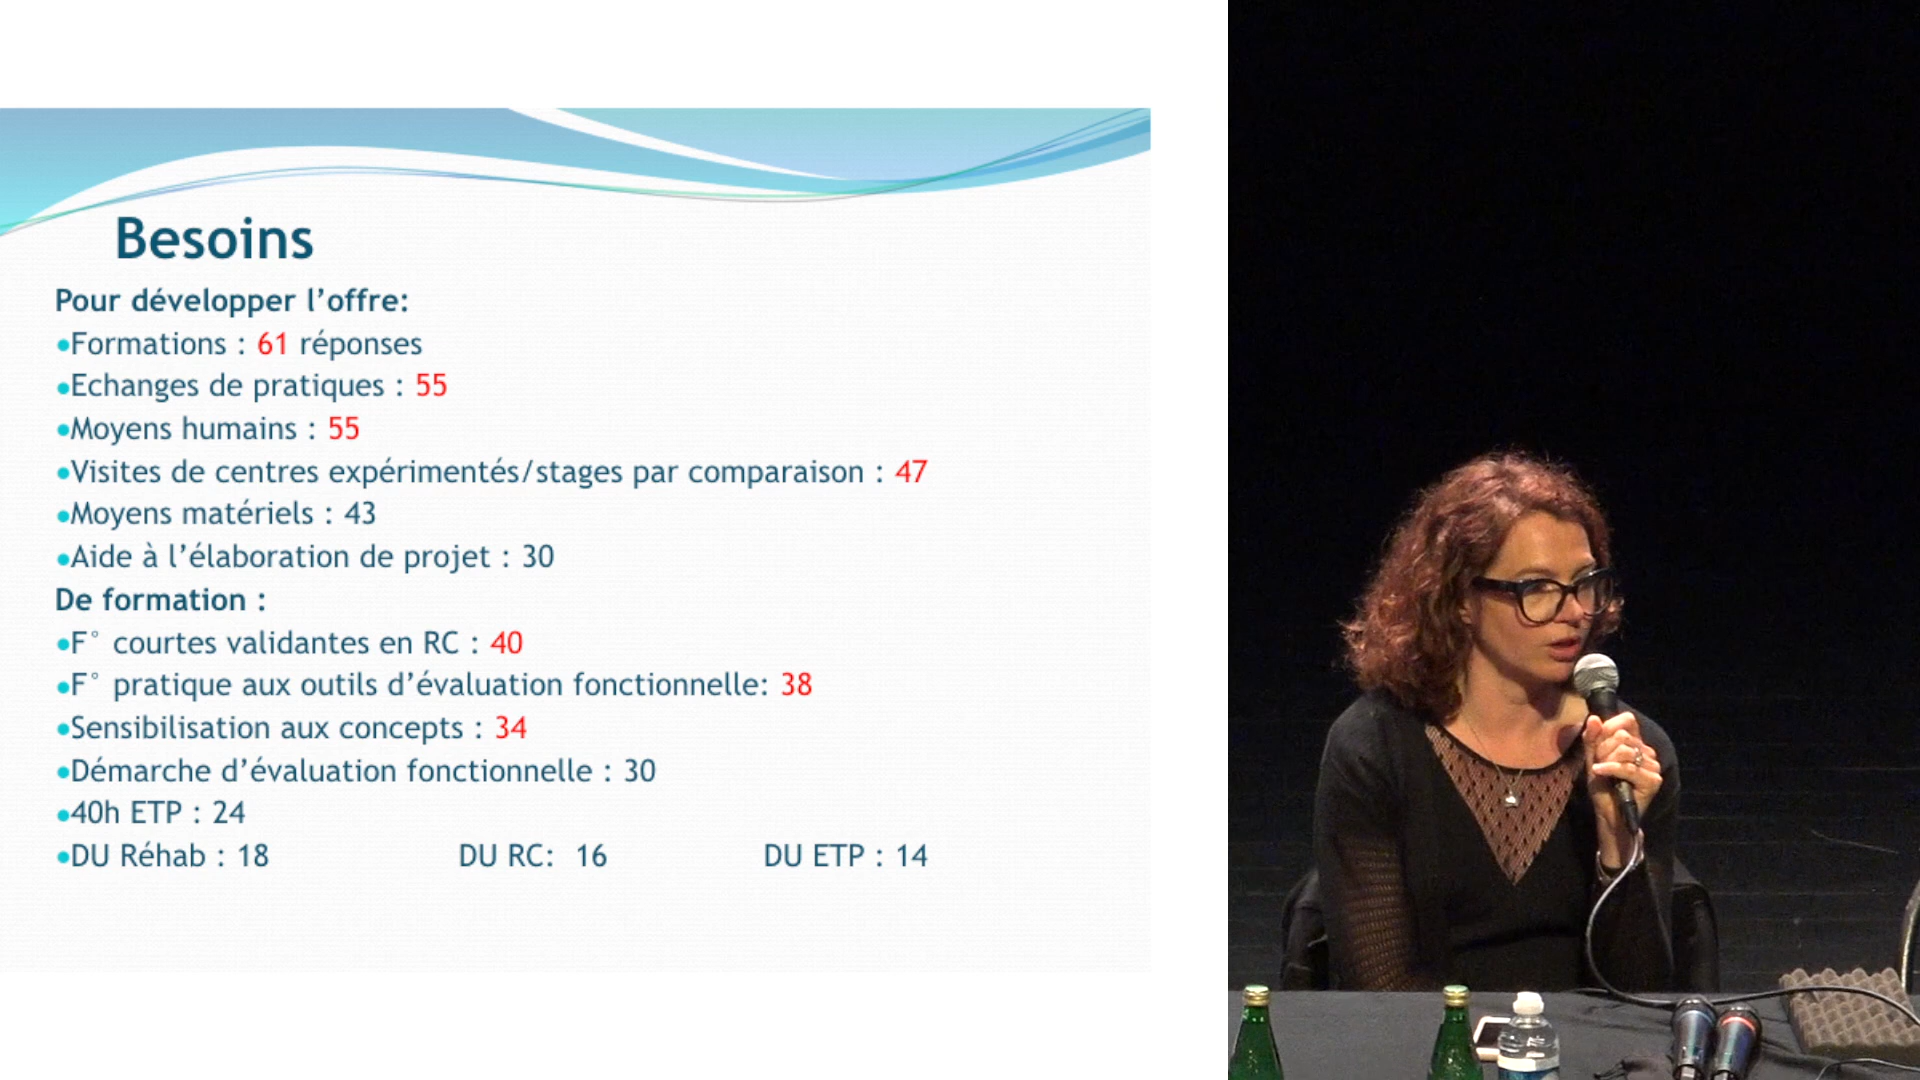 Besoins
Pour développer l’offre:
•Formations : 61 réponses
•Echanges de pratiques : 55
•Moyens humains : 55
•Visites de centres expérimentés/stages par comparaison : 47
•Moyens matériels : 43
•Aide à l’élaboration de projet : 30
De formation :
•F° courtes validantes en RC : 40
•F° pratique aux outils d’évaluation fonctionnelle: 38
•Sensibilisation aux concepts : 34
•Démarche d’évaluation fonctionnelle : 30
•40h ETP : 24
•DU Réhab : 18 DU RC: 16 DU ETP : 14